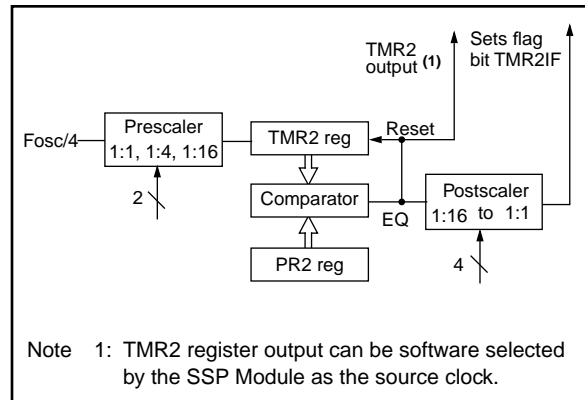 TMR2
output (1)
Sets flag
bit TMR2IF
Fosc/4
Prescaler
1:1, 1:4, 1:16
2
TMR2 reg
Reset
Comparator
EQ
Postscaler
1:16 to 1:1
4
PR2 reg
Note 1: TMR2 register output can be software selected
by the SSP Module as the source clock.